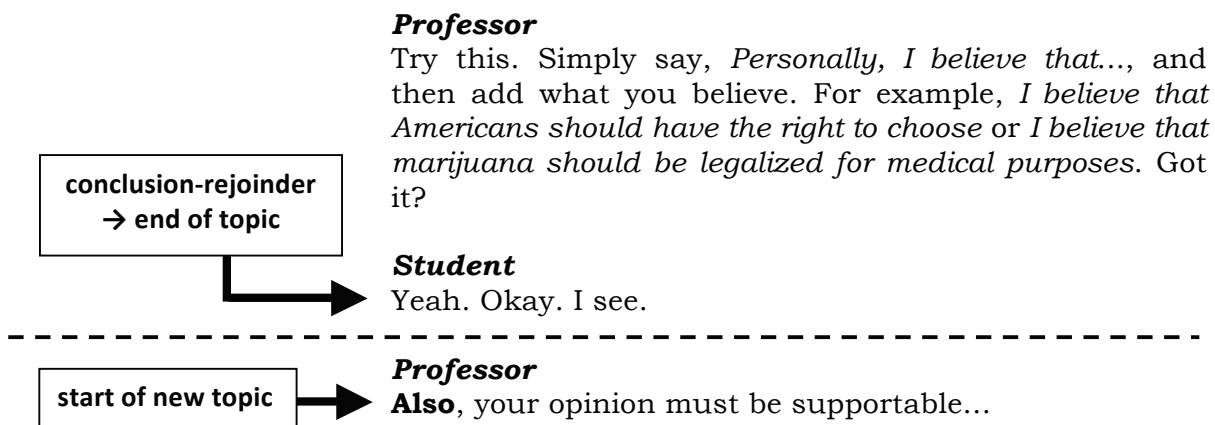 Professor
Try this. Simply say, Personally, I believe that…, and
then add what you believe. For example, I believe that
Americans should have the right to choose or I believe that
marijuana should be legalized for medical purposes. Got
it?
conclusion-rejoinder
→ end of topic
Student
Yeah. Okay. I see.
Professor
start of new topic
Also, your opinion must be supportable…